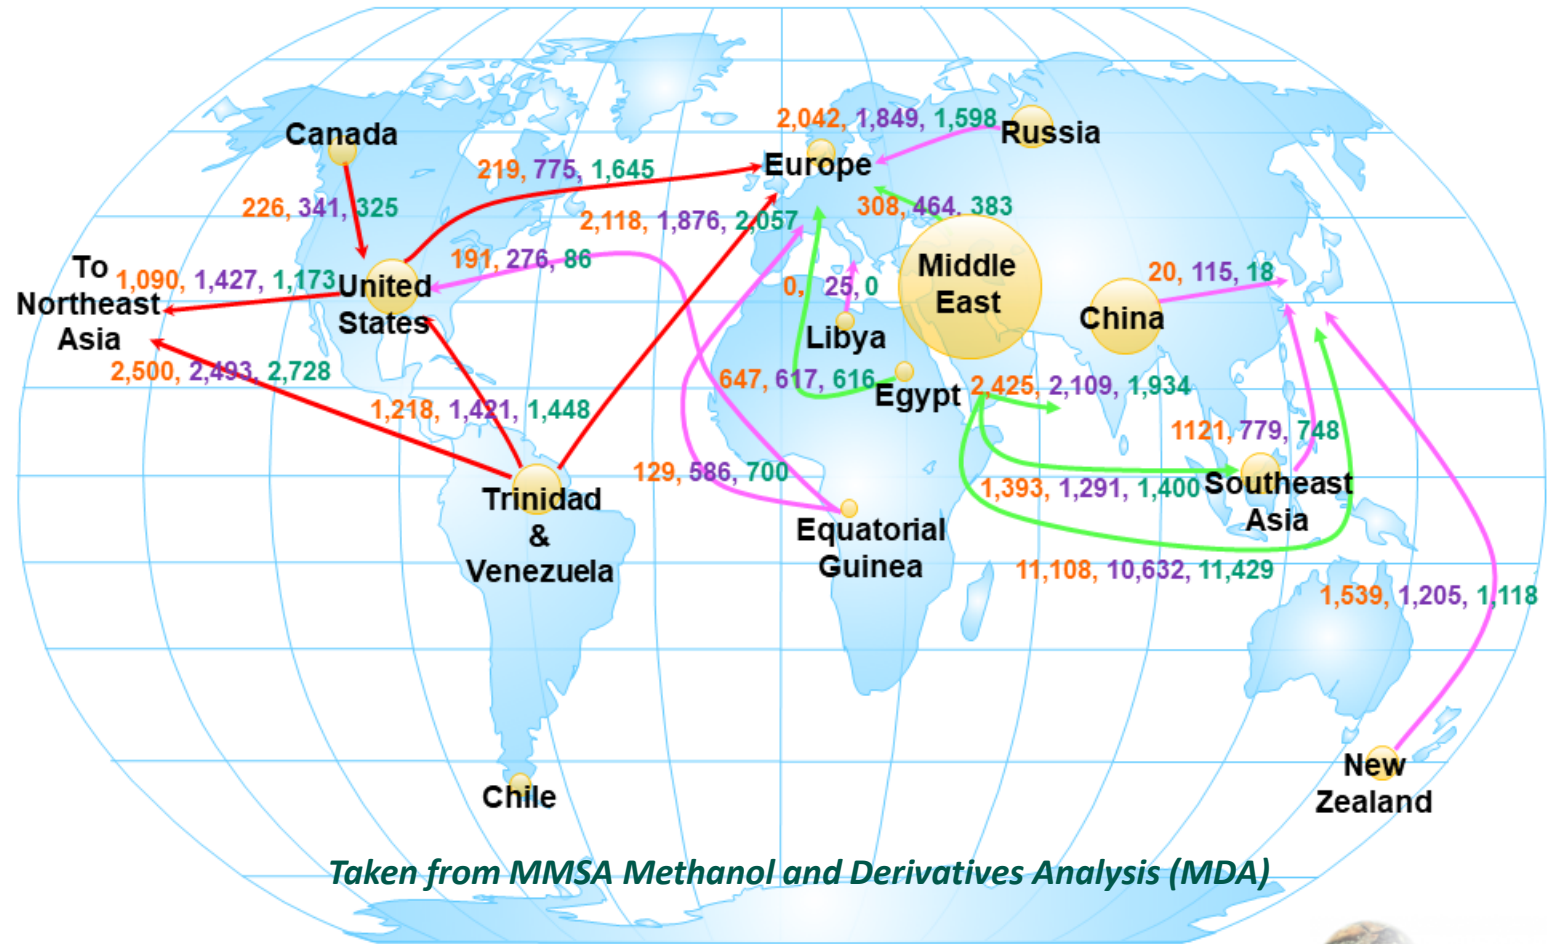 2,042, 1,849, 1,598
Canada
Russia
Europe
219, 775, 1,645
226, 341, 325
308, 464. 383
2,118, 1,876, 2,057
191, 276, 86
To
Northeast
Asia
1,090, 1,427, 1,173
United
States
Middle
East
20, 115, 18
0, 25, 0
China
Libya
2,500, 2,493, 2,728
647, 617, 616
Egypt
2,425, 2,109, 1,934
1,218, 1,421, 1,448
1121, 779, 748
129, 586, 700
1,393, 1,291, 1,400
Southeast
Asia
Trinidad
&
Venezuela
Equatorial
Guinea
11,108, 10,632, 11,429
1,539, 1,205, 1,118
New
Zealand
Chile
Taken from MMSA Methanol and Derivatives Analysis (MDA)